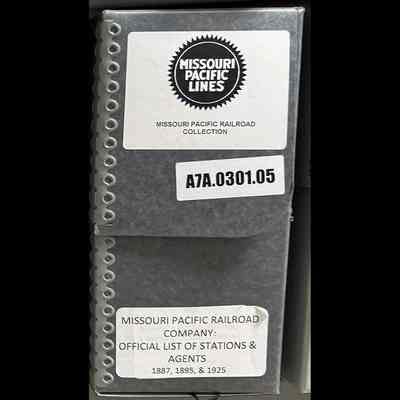 MISSOURI
PACIFIC
LINES
MISSOURI PACIFIC RAILROAD
COLLECTION
A7A.0301.05
MISSOURI PACIFIC RAILROAD
COMPANY:
OFFICIAL LIST OF STATIONS &
AGENTS
1887, 1895, & 1925